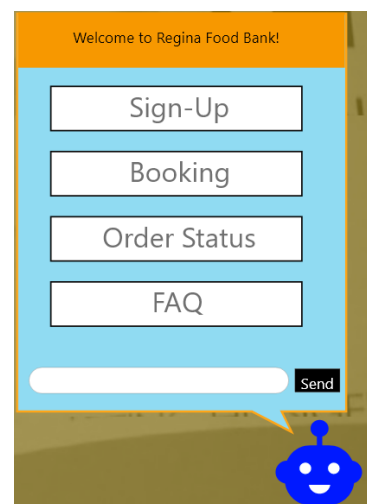 Welcome to Regina Food Bank!
Sign-Up
Booking
Order Status
FAQ
Send